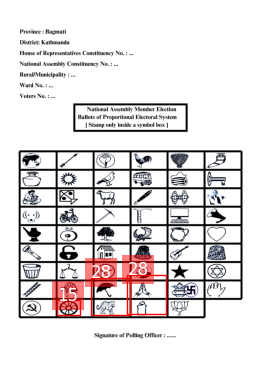 Province : Bagmati
District: Kathmandu
House of Representatives Constituency No. : ...
National Assembly Constituency No. : ...
Rural/Municipality : ...
Ward No. : ...
Voters No. : ...
National Assembly Member Election
Ballots of Proportional Electoral System
[ Stamp only inside a symbol box ]
28
28
15
Signature of Polling Officer : ......